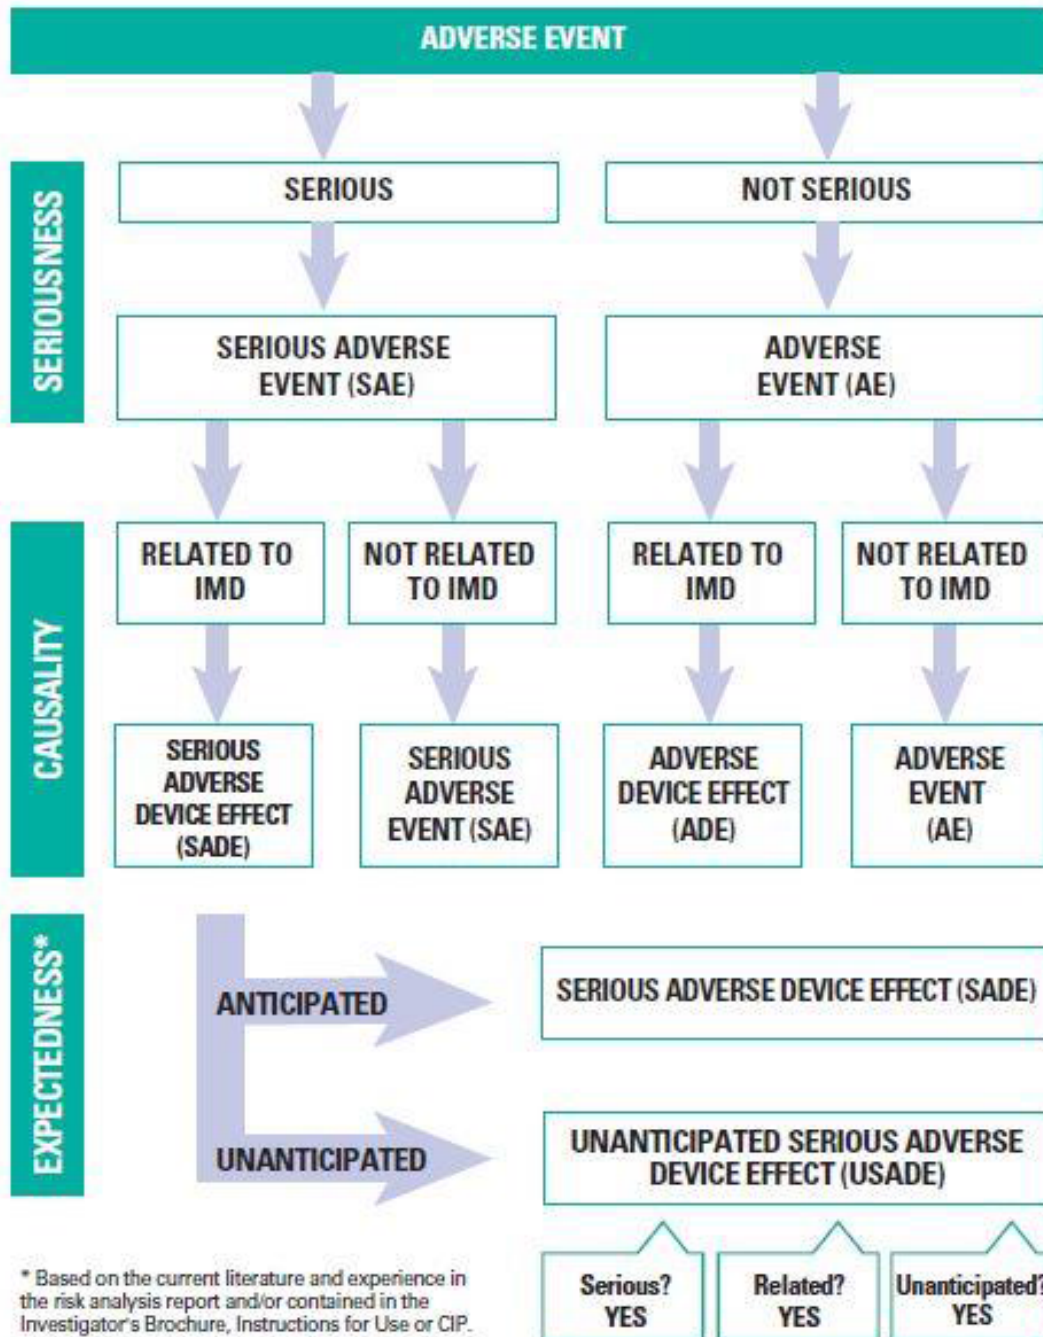 ADVERSE EVENT
SERIOUSNESS
SERIOUS
NOT SERIOUS
SERIOUS ADVERSE
EVENT (SAE)
ADVERSE
EVENT (AE)
CAUSALITY
RELATED TO
IMD
NOT RELATED
TO IMD
RELATED TO
IMD
NOT RELATED
TO IMD
SERIOUS
ADVERSE
DEVICE EFFECT
(SADE)
SERIOUS
ADVERSE
EVENT (SAE)
ADVERSE
DEVICE EFFECT
(ADE)
ADVERSE
EVENT
(AE)
EXPECTEDNESS*
ANTICIPATED
SERIOUS ADVERSE DEVICE EFFECT (SADE)
UNANTICIPATED
UNANTICIPATED SERIOUS ADVERSE
DEVICE EFFECT (USADE)
Serious?
YES
Related?
YES
Unanticipated?
YES
* Based on the current literature and experience in
the risk analysis report and/or contained in the
Investigator's Brochure, Instructions for Use or CIP.